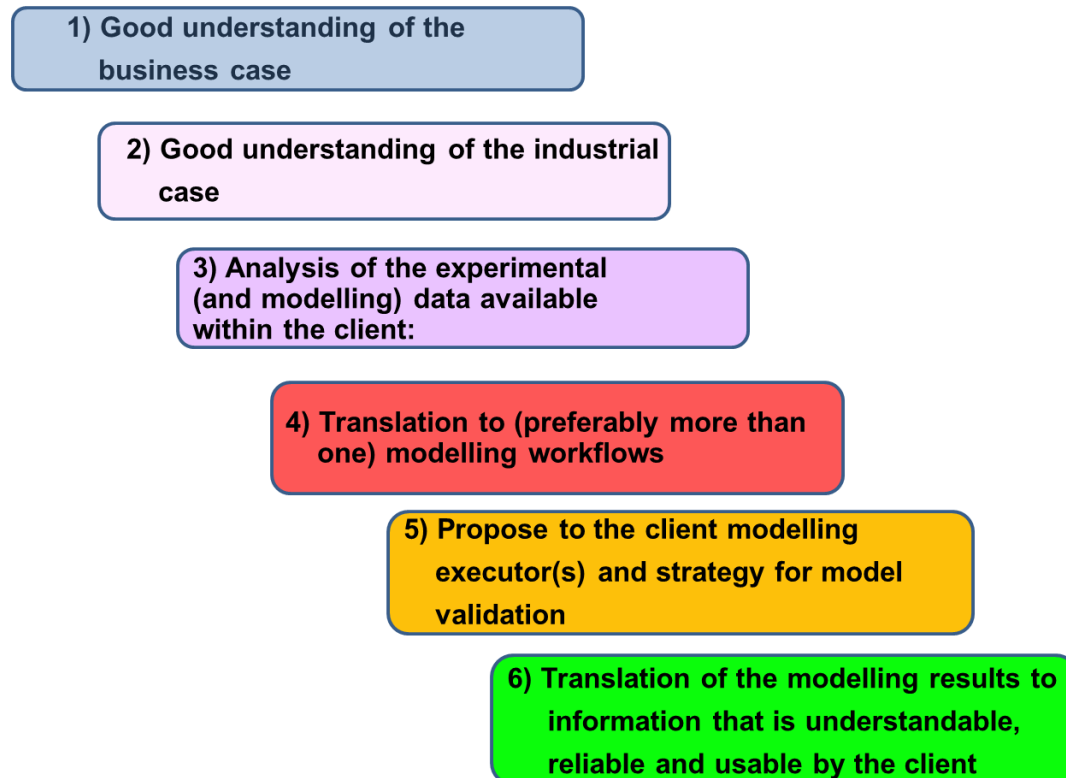 1) Good understanding of the
business case
2) Good understanding of the industrial
case
3) Analysis of the experimental
(and modelling) data available
within the client:
4) Translation to (preferably more than
one) modelling workflows
5) Propose to the client modelling
executor(s) and strategy for model
validation
6) Translation of the modelling results to
information that is understandable,
reliable and usable by the client